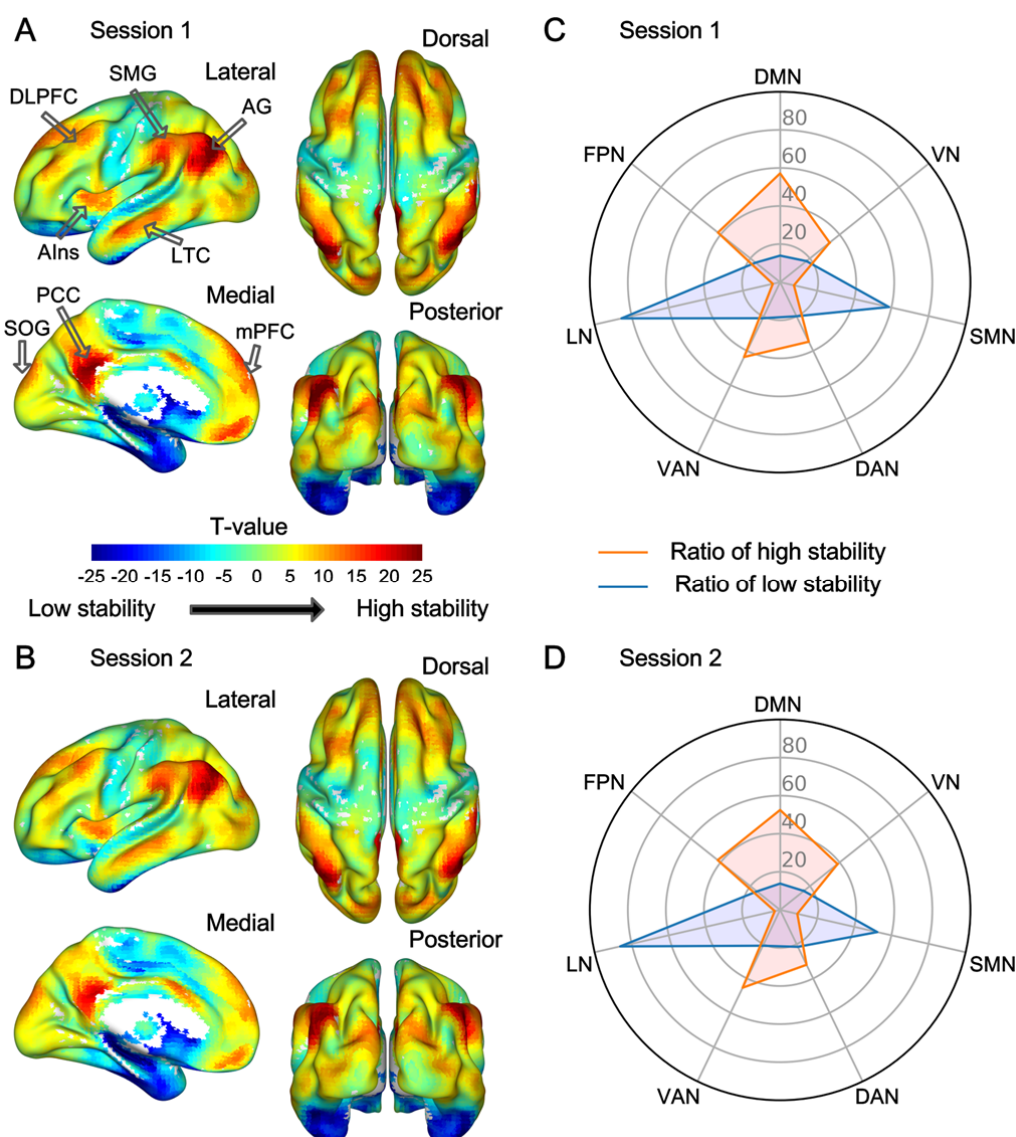 A Session 1
Lateral
Dorsal
SMG
DLPFC
AG
AIns
LTC
Medial
Posterior
PCC
SOG
mPFC
T-value
-25 -20 -15 -10 -5 0 5 10 15 20 25
Low stability High stability
C Session 1
DMN
80
60
40
20
FPN
VN
LN
SMN
VAN
DAN
Ratio of high stability
Ratio of low stability
B Session 2
Lateral
Dorsal
Medial
Posterior
D Session 2
DMN
80
60
40
20
FPN
VN
LN
SMN
VAN
DAN